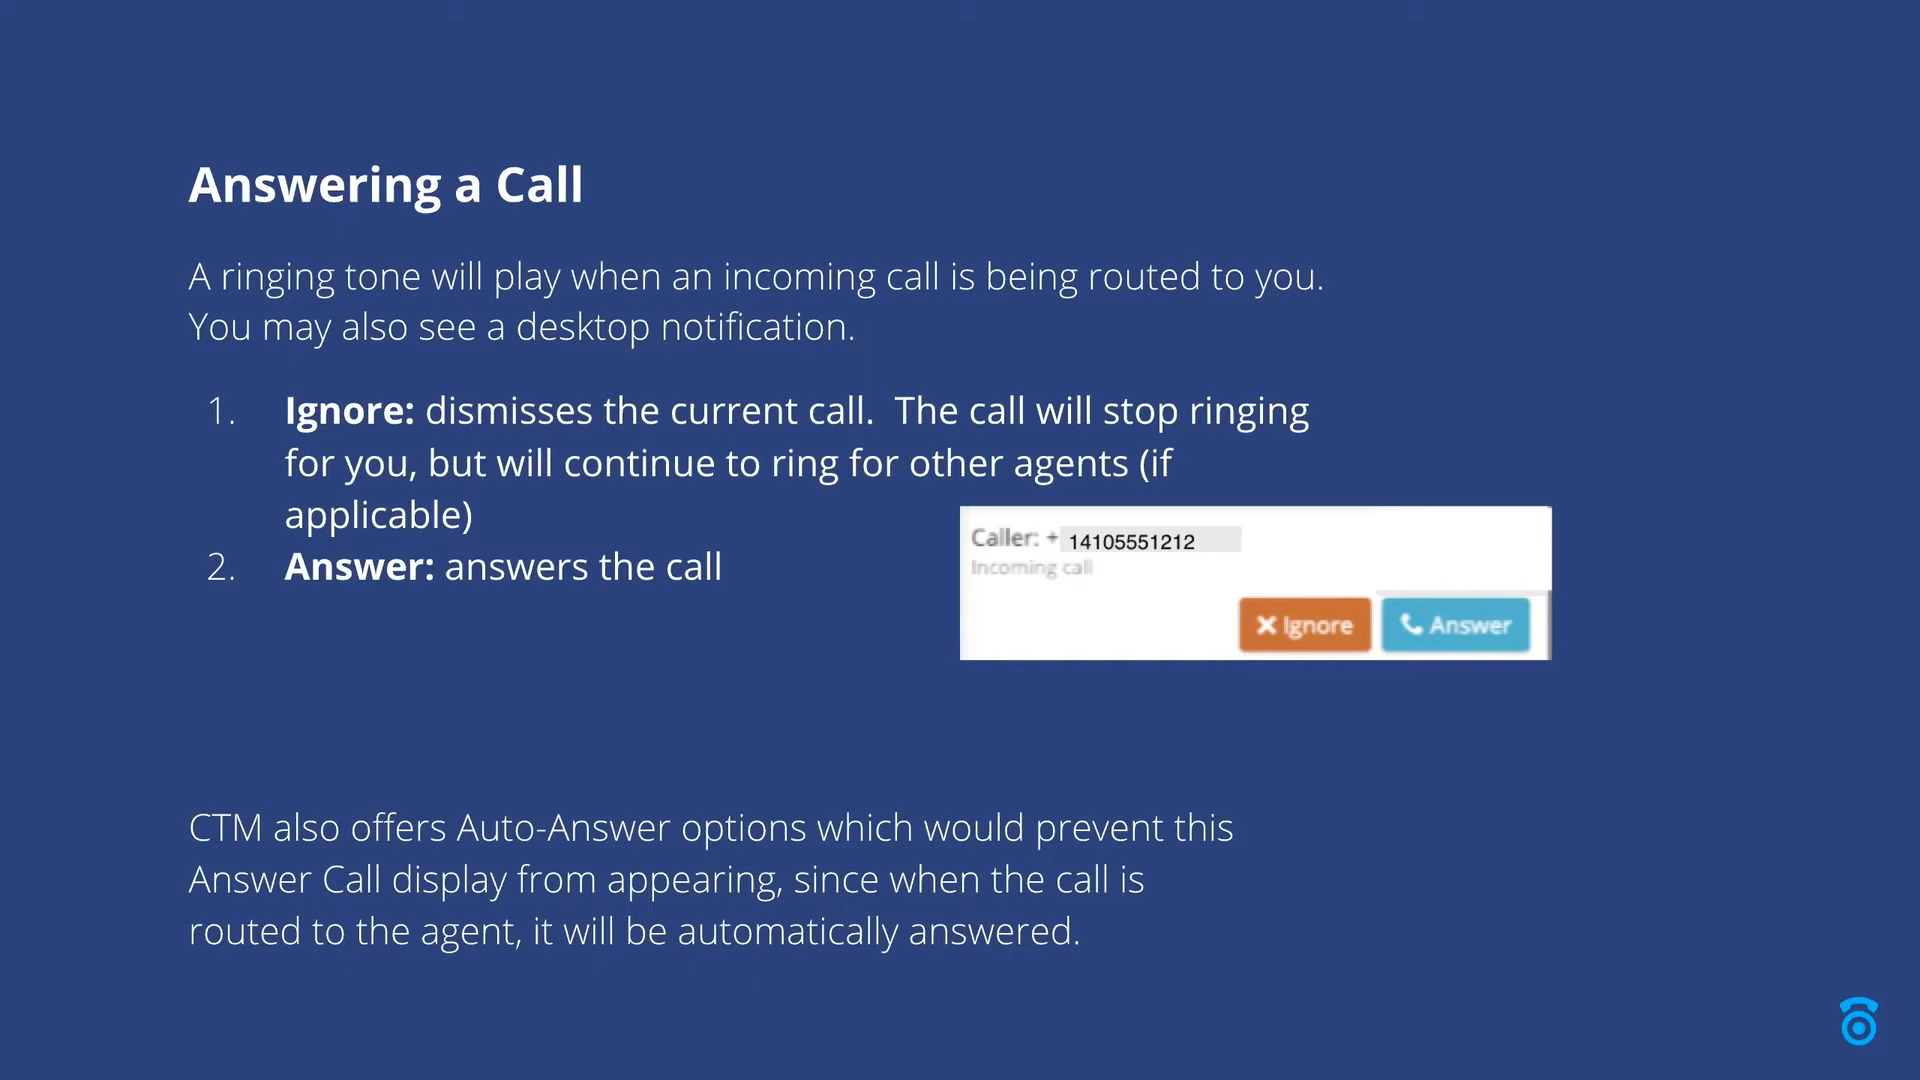 Answering a Call
A ringing tone will play when an incoming call is being routed to you.
You may also see a desktop notification.
1. Ignore: dismisses the current call.  The call will stop ringing
for you, but will continue to ring for other agents (if
applicable)
2. Answer: answers the call
Caller: + 14105551212
Incoming call
Ignore Answer
CTM also offers Auto-Answer options which would prevent this
Answer Call display from appearing, since when the call is
routed to the agent, it will be automatically answered.